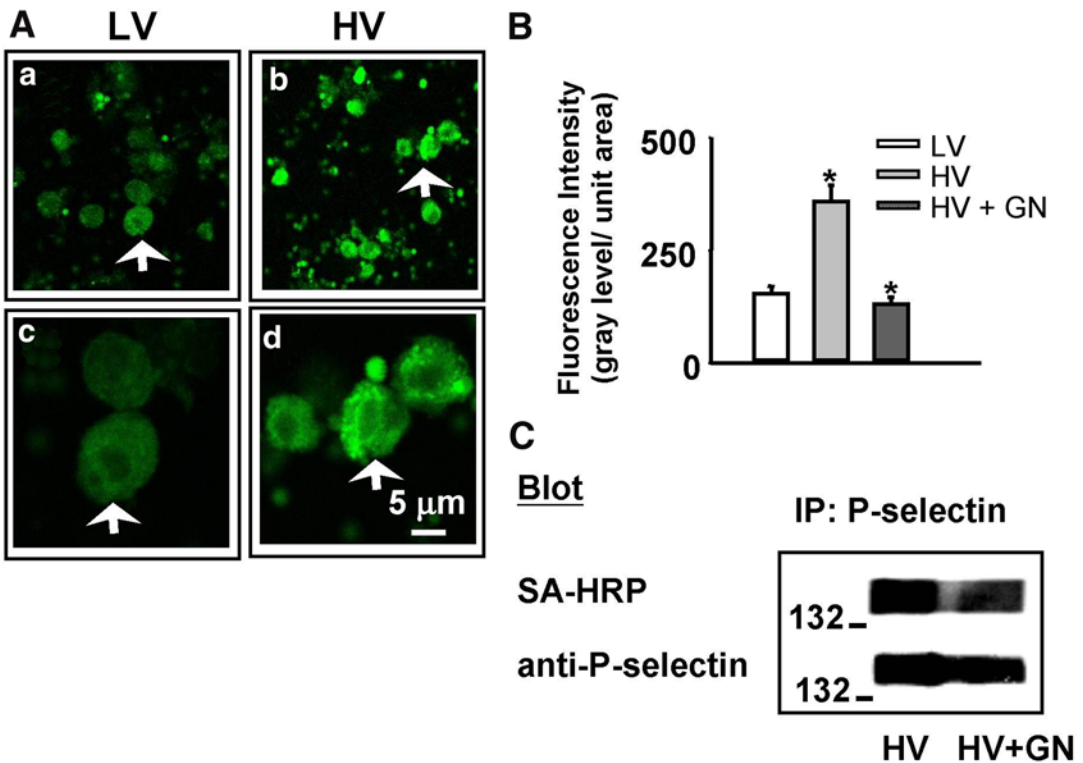 A
LV
HV
a
b
c
d
5 μm
B
Fluorescence Intensity
(gray level/ unit area)
500
250
0
*
*
LV
HV
HV + GN
C
Blot
IP: P-selectin
SA-HRP
132
anti-P-selectin
132
HV
HV+GN